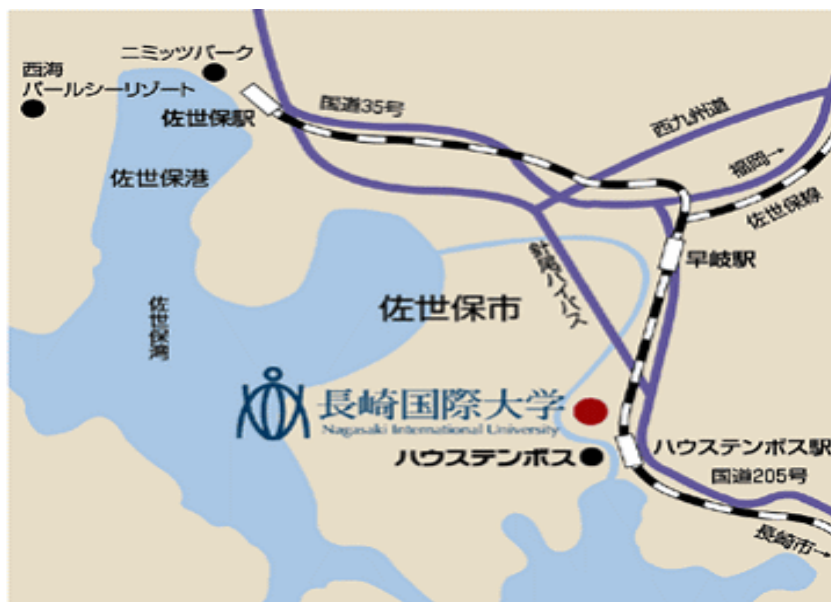 ニミッツパーク
西海
パールシーリゾート
佐世保駅
国道35号
西九州道
福岡→
佐世保線
佐世保港
早岐駅
針尾バイパス
佐世保市
佐世保湾
長崎国際大学
Nagasaki International University
ハウステンボス駅
ハウステンボス
国道205号
長崎市→